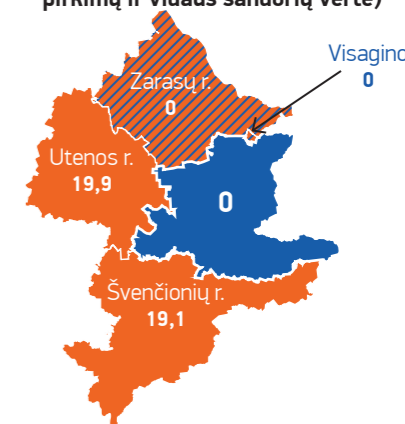 pirkimų ir vidaus sandorių vertė)
Visagino
0
Zarasų r.
0
Utenos r.
19,9
0
Švenčionių r.
19,1